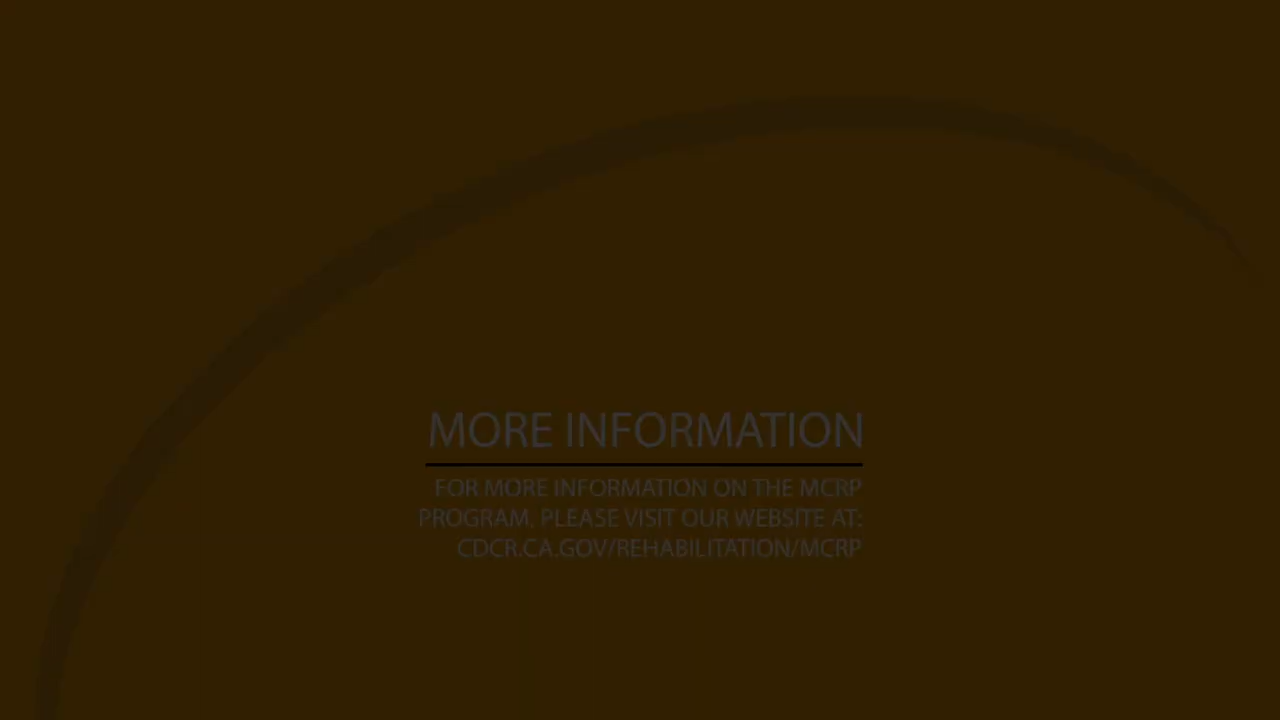 MORE INFORMATION
FOR MORE INFORMATION ON THE MCRP
PROGRAM, PLEASE VISIT OUR WEBSITE AT:
CDCR.CA.GOV/REHABILITATION/MCRP